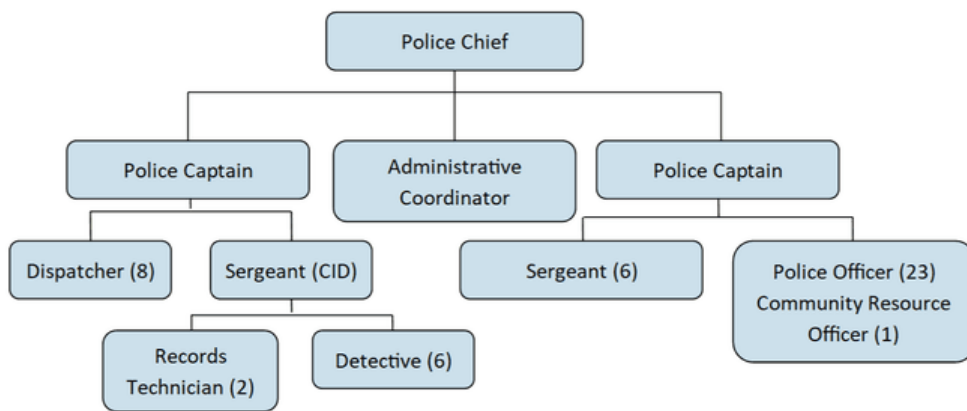 Police Chief
Police Captain
Administrative
Coordinator
Police Captain
Dispatcher (8)
Sergeant (CID)
Sergeant (6)
Police Officer (23)
Community Resource
Officer (1)
Records
Technician (2)
Detective (6)